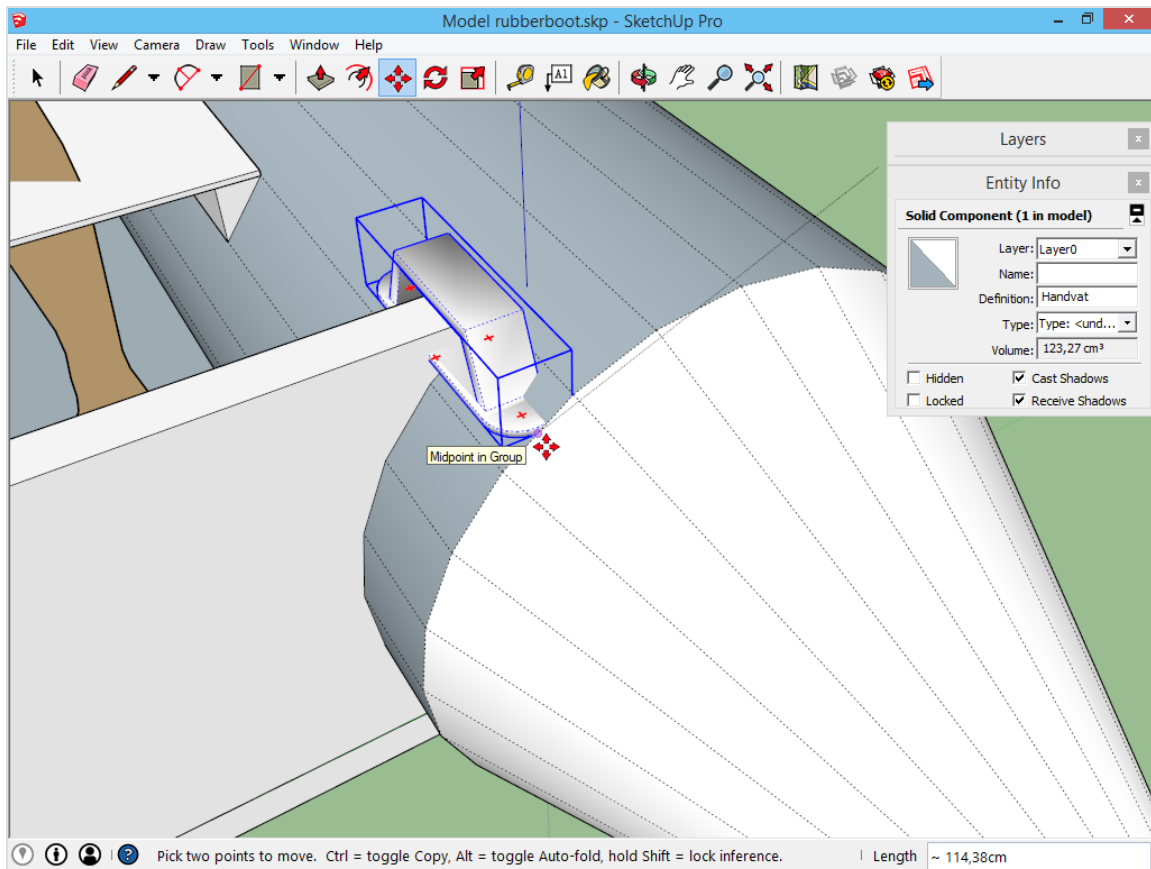 Model rubberboot.skp - SketchUp Pro
File Edit View Camera Draw Tools Window Help
A1
Layers
Entity Info
Solid Component (1 in model)
Layer: Layer0
Name:
Definition: Handvat
Type: Type: <und...
Volume: 123,27 cm³
Hidden Cast Shadows
Locked Receive Shadows
Midpoint in Group
Pick two points to move. Ctrl = toggle Copy, Alt = toggle Auto-fold, hold Shift = lock inference. Length ~ 114,38cm